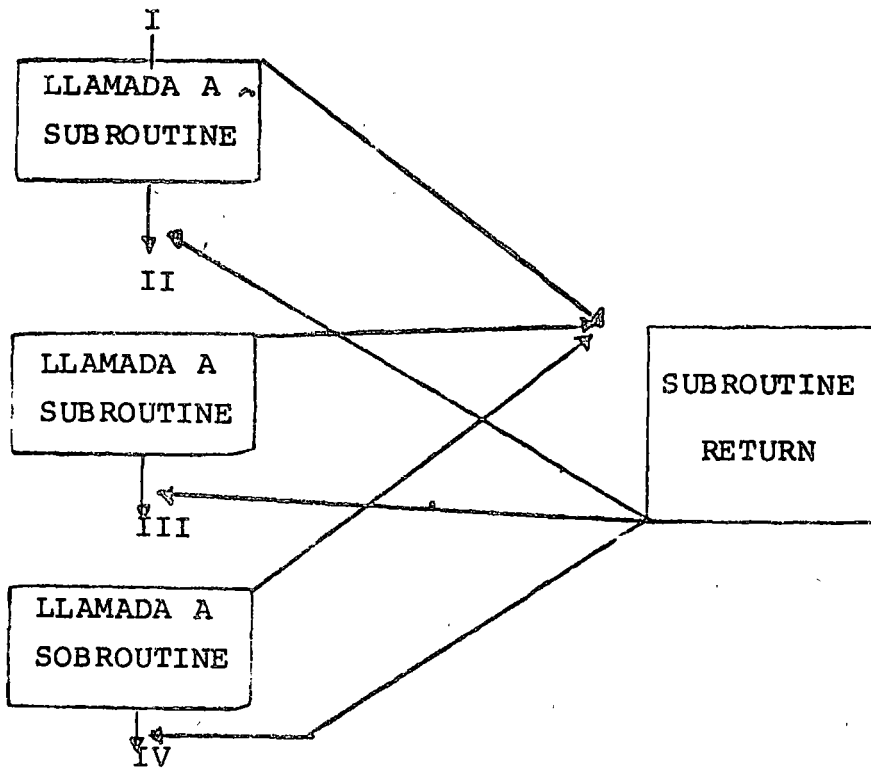 I
LLAMADA A
SUBROUTINE
II
LLAMADA A
SUBROUTINE
III
LLAMADA A
SOBROUTINE
IV
SUBROUTINE
RETURN